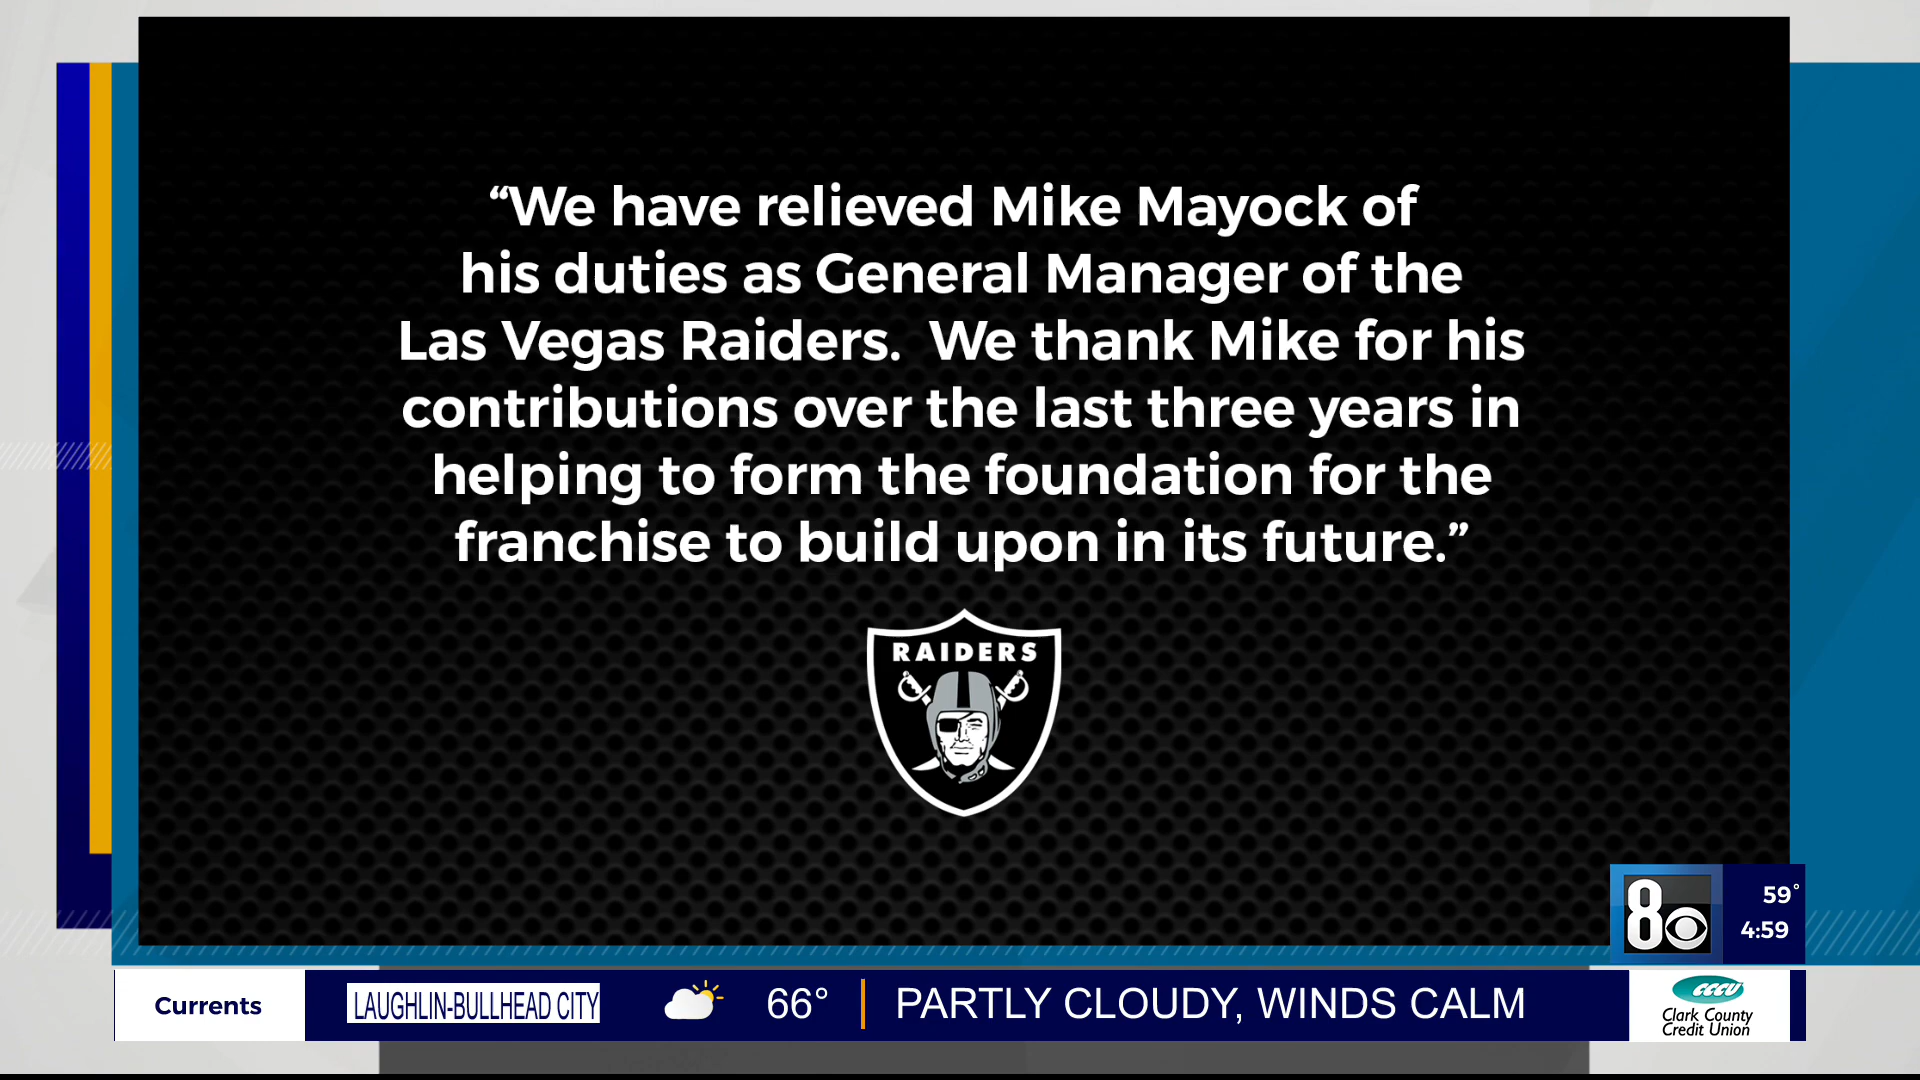 “We have relieved Mike Mayock of
his duties as General Manager of the
Las Vegas Raiders.  We thank Mike for his
contributions over the last three years in
helping to form the foundation for the
franchise to build upon in its future.”
RAIDERS
8
59°
4:59
Currents
LAUGHLIN-BULLHEAD CITY
66°
PARTLY CLOUDY, WINDS CALM
CCCU
Clark County
Credit Union